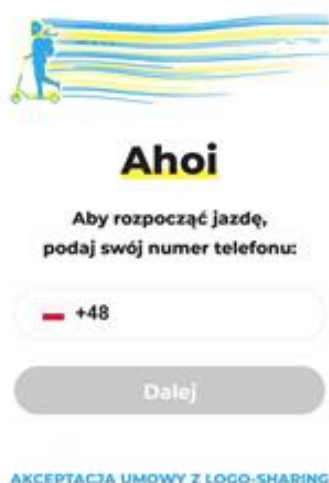 Ahoi
Aby rozpocząć jazdę,
podaj swój numer telefonu:
+48
Dalej
AKCEPTACJA UMOWY Z LOGO-SHARING